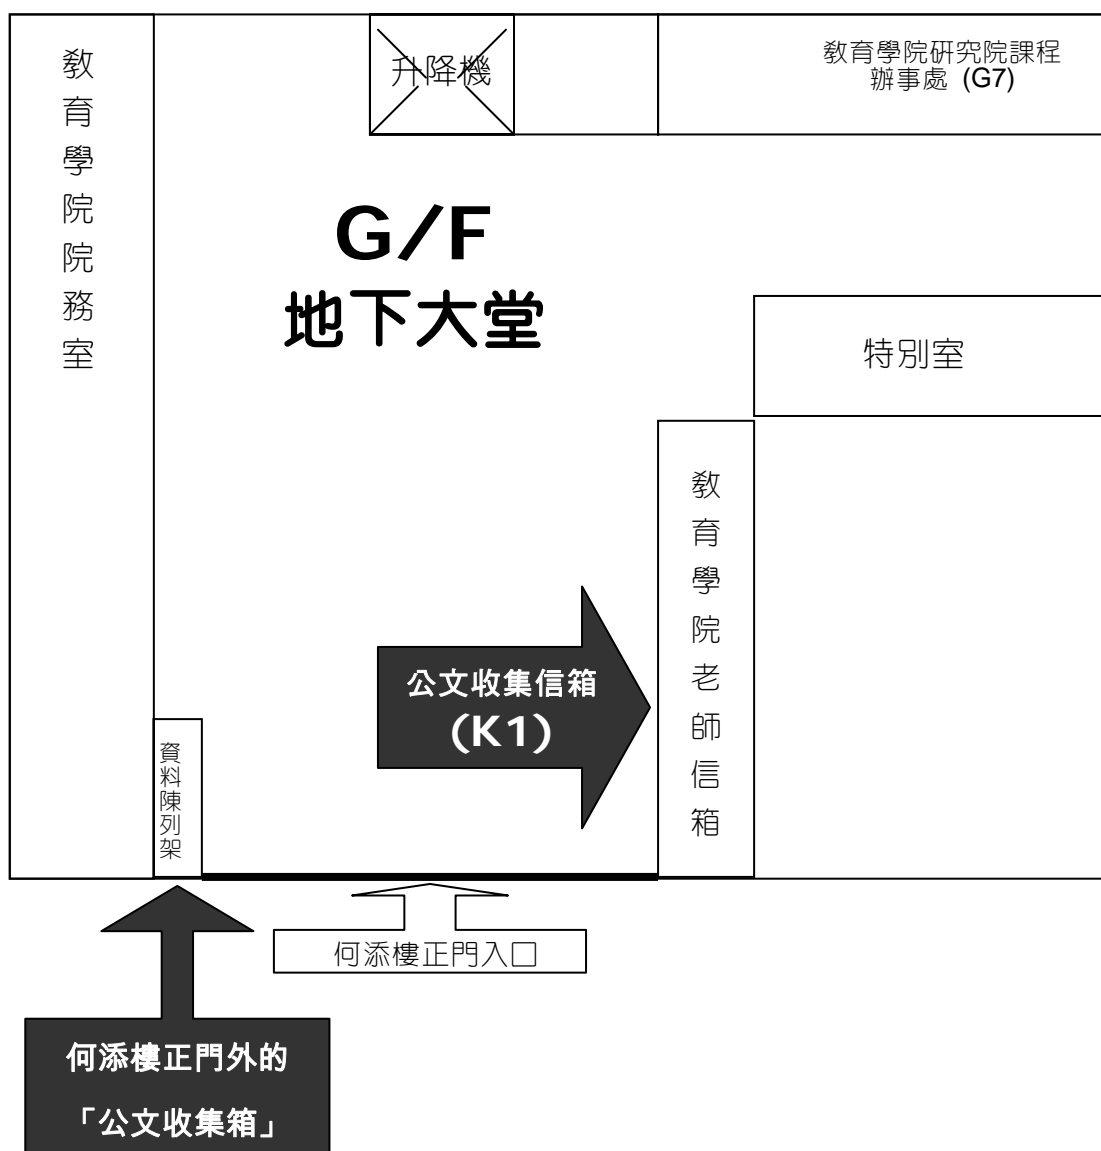 教育學院院務室
升降機
教育學院研究院課程
辦事處 (G7)
G/F
地下大堂
特別室
教育學院老師信箱
公文收集信箱
(K1)
資料陳列架
何添樓正門入口
何添樓正門外的
「公文收集箱」